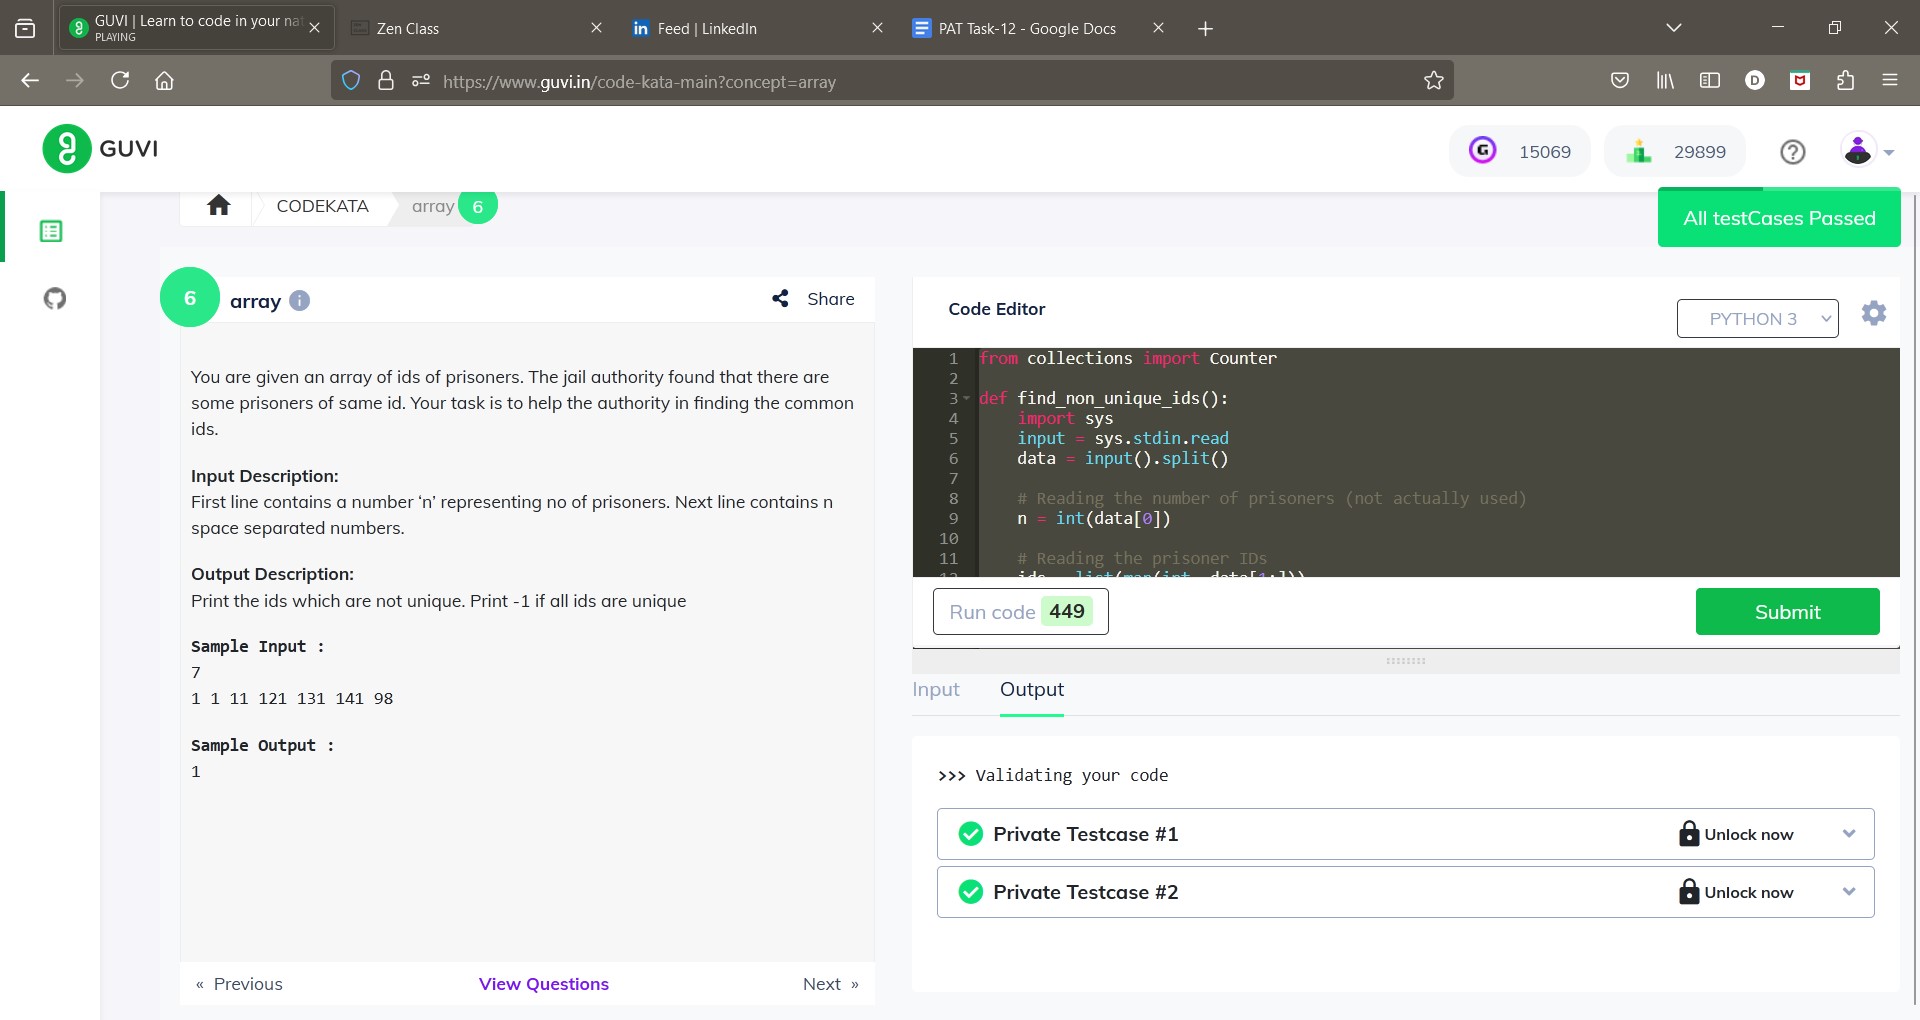 GUVI | Learn to code in your nat
PLAYING
Zen Class
in Feed | LinkedIn
PAT Task-12 - Google Docs
https://www.guvi.in/code-kata-main?concept=array
D
GUVI
G 15069
29899
CODEKATA
array 6
All testCases Passed
6 array i
Share
You are given an array of ids of prisoners. The jail authority found that there are
some prisoners of same id. Your task is to help the authority in finding the common
ids.
Input Description:
First line contains a number ‘n’ representing no of prisoners. Next line contains n
space separated numbers.
Output Description:
Print the ids which are not unique. Print -1 if all ids are unique
Sample Input :
7
1 1 11 121 131 141 98
Sample Output :
1
« Previous
View Questions
Next »
Code Editor
PYTHON 3
1 from collections import Counter
2
3 def find_non_unique_ids():
4     import sys
5     input = sys.stdin.read
6     data = input().split()
7
8     # Reading the number of prisoners (not actually used)
9     n = int(data[0])
10
11     # Reading the prisoner IDs
12     ids = list(map(int, data[1:]))
Run code 449
Submit
Input
Output
>>> Validating your code
Private Testcase #1
Unlock now
Private Testcase #2
Unlock now